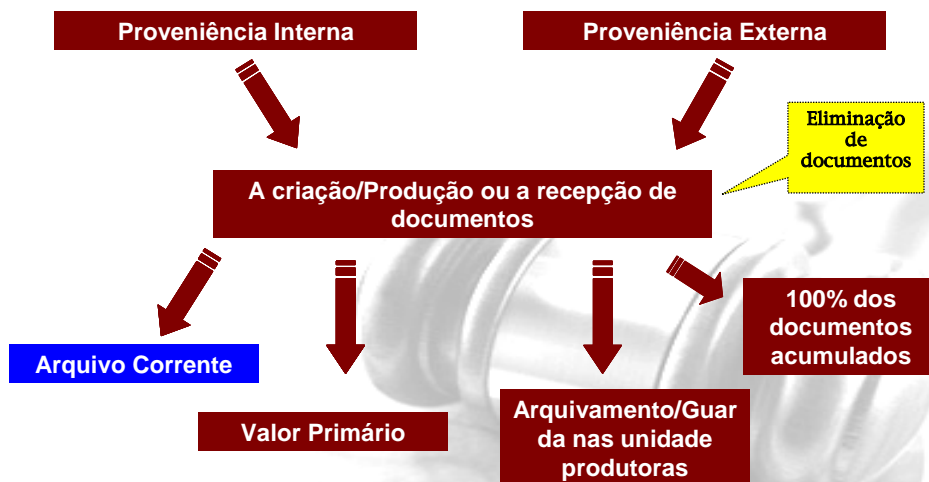 Proveniência Interna
Proveniência Externa
Eliminação
de
documentos
A criação/Produção ou a recepção de
documentos
100% dos
documentos
acumulados
Arquivo Corrente
Valor Primário
Arquivamento/Guar
da nas unidade
produtoras